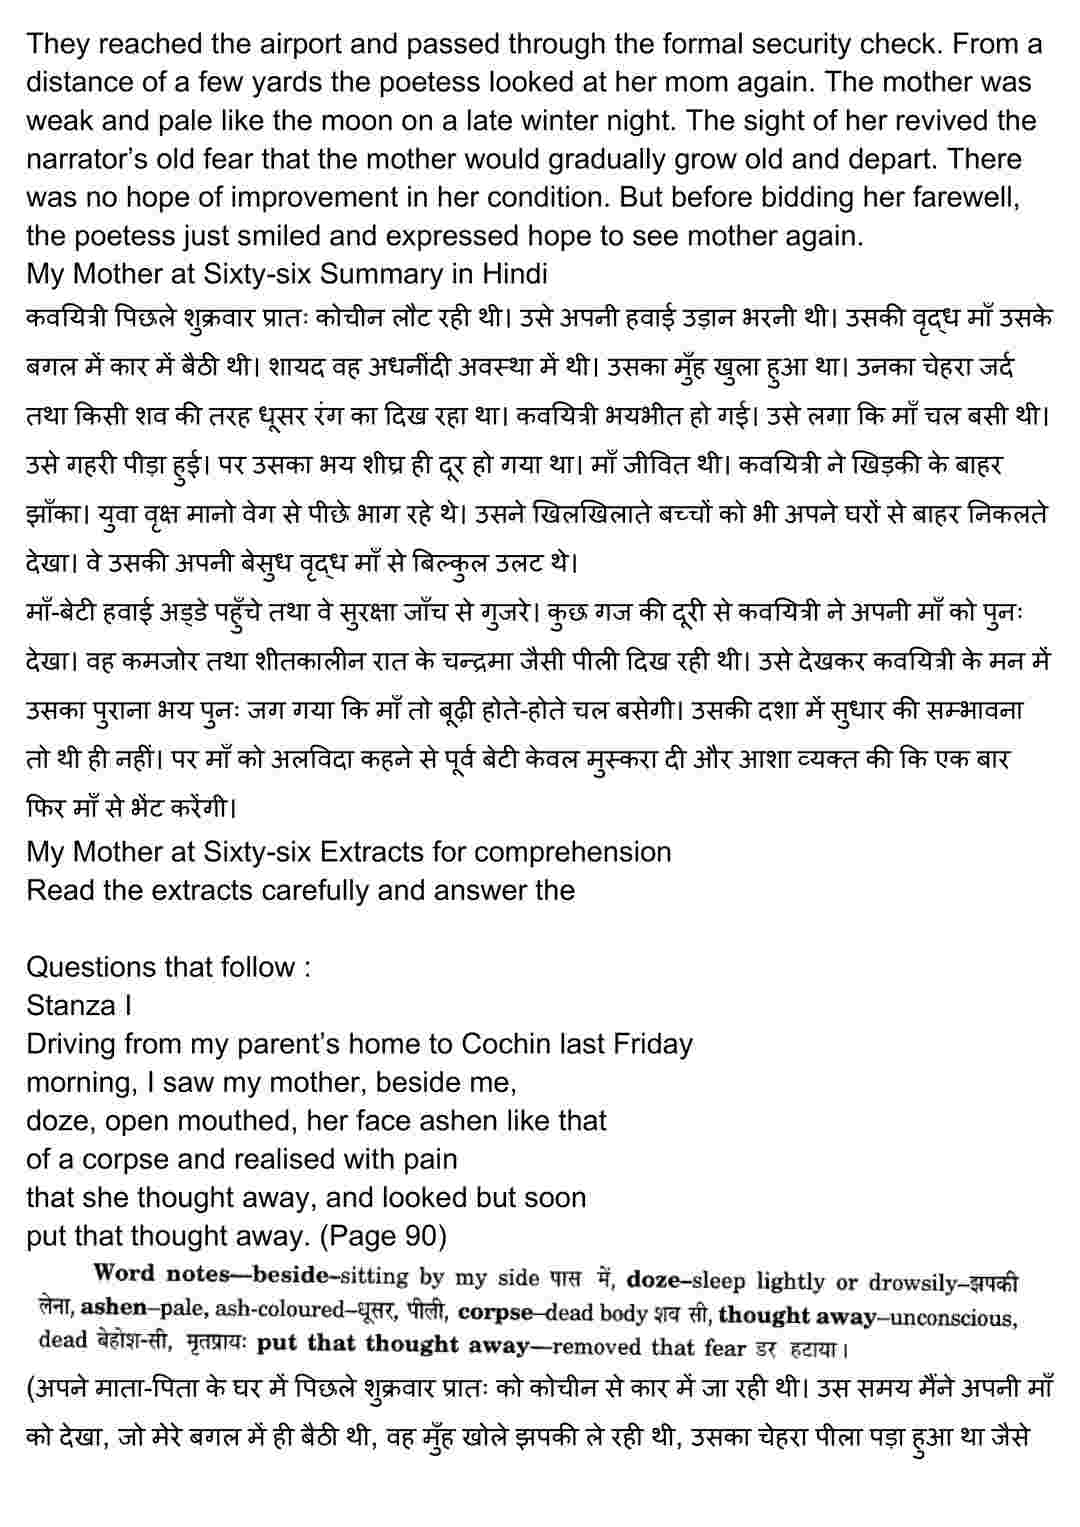 They reached the airport and passed through the formal security check. From a
distance of a few yards the poetess looked at her mom again. The mother was
weak and pale like the moon on a late winter night. The sight of her revived the
narrator’s old fear that the mother would gradually grow old and depart. There
was no hope of improvement in her condition. But before bidding her farewell,
the poetess just smiled and expressed hope to see mother again.
My Mother at Sixty-six Summary in Hindi
कवयित्री पिछले शुक्रवार प्रातः कोचीन लौट रही थी। उसे अपनी हवाई उड़ान भरनी थी। उसकी वृद्ध माँ उसके
बगल में कार में बैठी थी। शायद वह अधनींदी अवस्था में थी। उसका मुँह खुला हुआ था। उनका चेहरा जर्द
तथा किसी शव की तरह धूसर रंग का दिख रहा था। कवयित्री भयभीत हो गई। उसे लगा कि माँ चल बसी थी।
उसे गहरी पीड़ा हुई। पर उसका भय शीघ्र ही दूर हो गया था। माँ जीवित थी। कवयित्री ने खिड़की के बाहर
झाँका। युवा वृक्ष मानो वेग से पीछे भाग रहे थे। उसने खिलखिलाते बच्चों को भी अपने घरों से बाहर निकलते
देखा। वे उसकी अपनी बेसुध वृद्ध माँ से बिल्कुल उलट थे।
माँ-बेटी हवाई अड्डे पहुँचे तथा वे सुरक्षा जाँच से गुजरे। कुछ गज की दूरी से कवयित्री ने अपनी माँ को पुनः
देखा। वह कमजोर तथा शीतकालीन रात के चन्द्रमा जैसी पीली दिख रही थी। उसे देखकर कवयित्री के मन में
उसका पुराना भय पुनः जग गया कि माँ तो बूढ़ी होते-होते चल बसेगी। उसकी दशा में सुधार की सम्भावना
तो थी ही नहीं। पर माँ को अलविदा कहने से पूर्व बेटी केवल मुस्करा दी और आशा व्यक्त की कि एक बार
फिर माँ से भेंट करेंगी।
My Mother at Sixty-six Extracts for comprehension
Read the extracts carefully and answer the
Questions that follow :
Stanza I
Driving from my parent’s home to Cochin last Friday
morning, I saw my mother, beside me,
doze, open mouthed, her face ashen like that
of a corpse and realised with pain
that she thought away, and looked but soon
put that thought away. (Page 90)
Word notes—beside–sitting by my side पास में, doze–sleep lightly or drowsily–झपकी
लेना, ashen–pale, ash-coloured–धूसर, पीली, corpse–dead body शव सी, thought away–unconscious,
dead बेहोश-सी, मृतप्रायः put that thought away—removed that fear डर हटाया।
(अपने माता-पिता के घर में पिछले शुक्रवार प्रातः को कोचीन से कार में जा रही थी। उस समय मैंने अपनी माँ
को देखा, जो मेरे बगल में ही बैठी थी, वह मुँह खोले झपकी ले रही थी, उसका चेहरा पीला पड़ा हुआ था जैसे